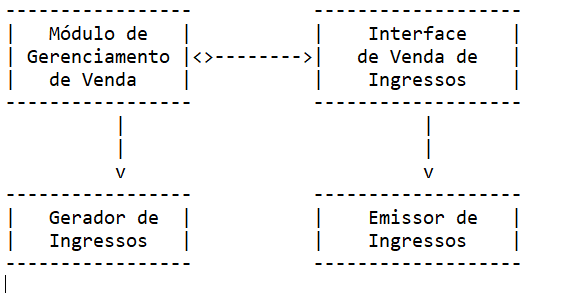 -----------------          -------------------
|   Módulo de   |          |    Interface    |
| Gerenciamento |<>-------->|   de Venda de   |
|   de Venda    |          |    Ingressos    |
-----------------          -------------------
         |                          |
         |                          |
         v                          v
-----------------          -------------------
|   Gerador de  |          |    Emissor de   |
|   Ingressos   |          |    Ingressos    |
-----------------          -------------------